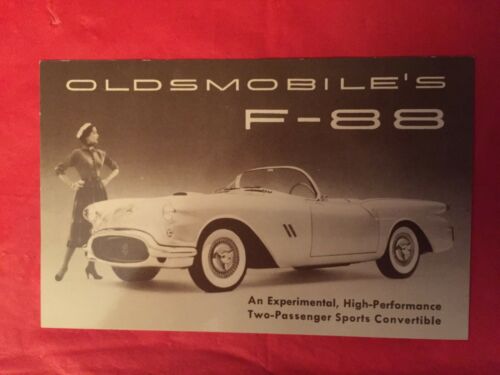 OLDSMOBILE'S
F-88
An Experimental, High-Performance
Two-Passenger Sports Convertible